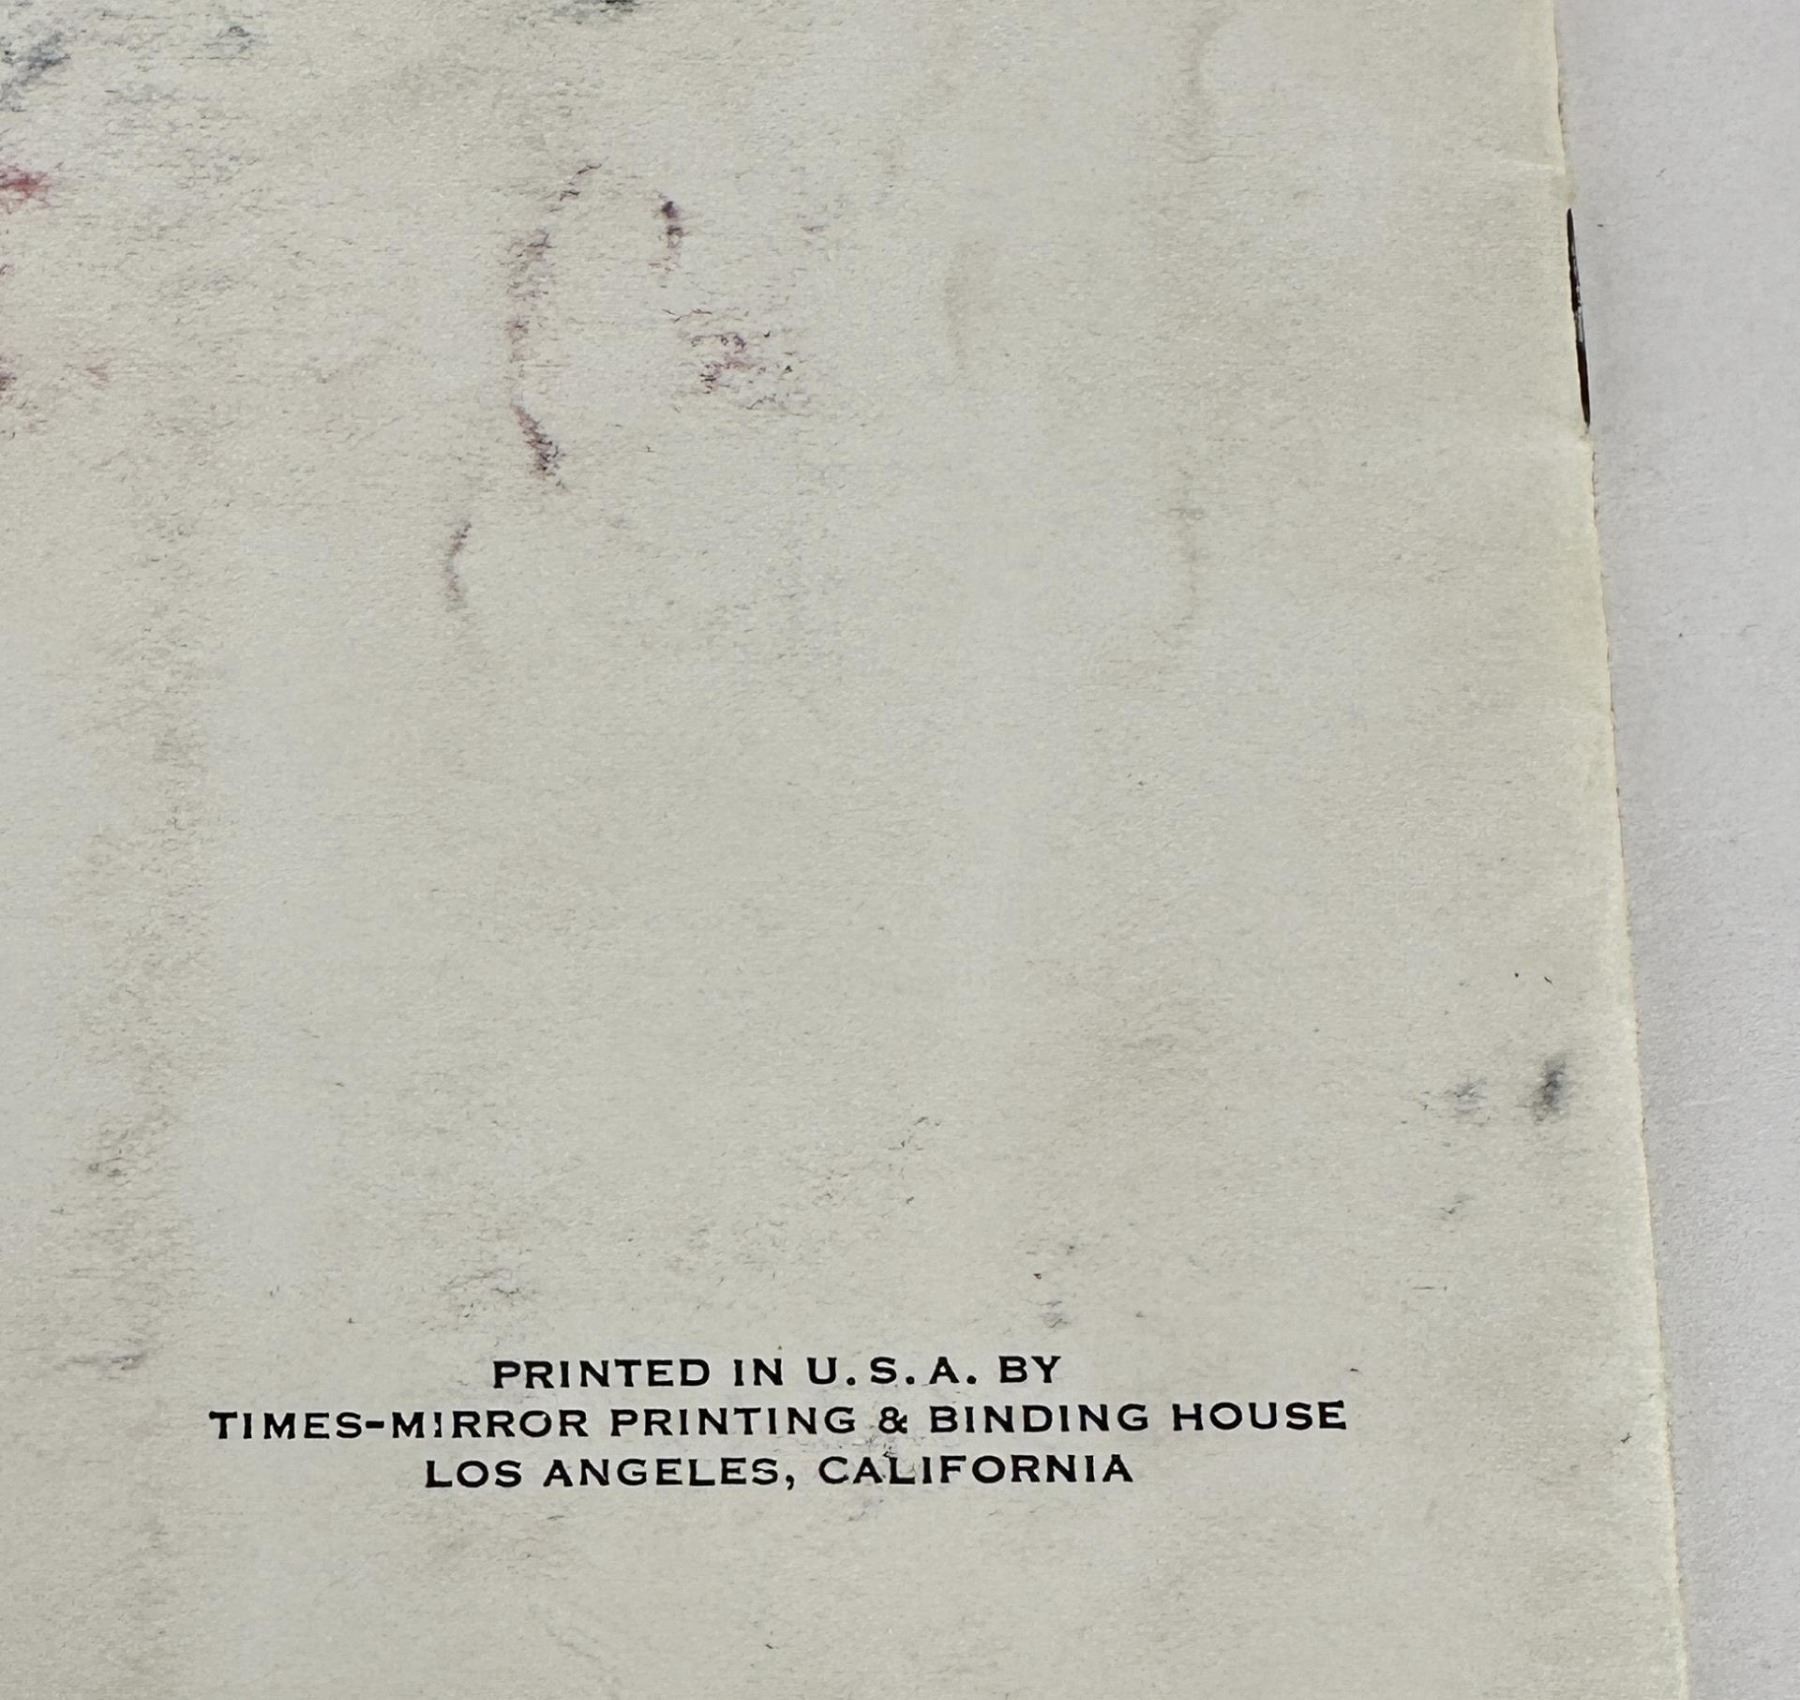 PRINTED IN U.S.A. BY
TIMES-MIRROR PRINTING & BINDING HOUSE
LOS ANGELES, CALIFORNIA